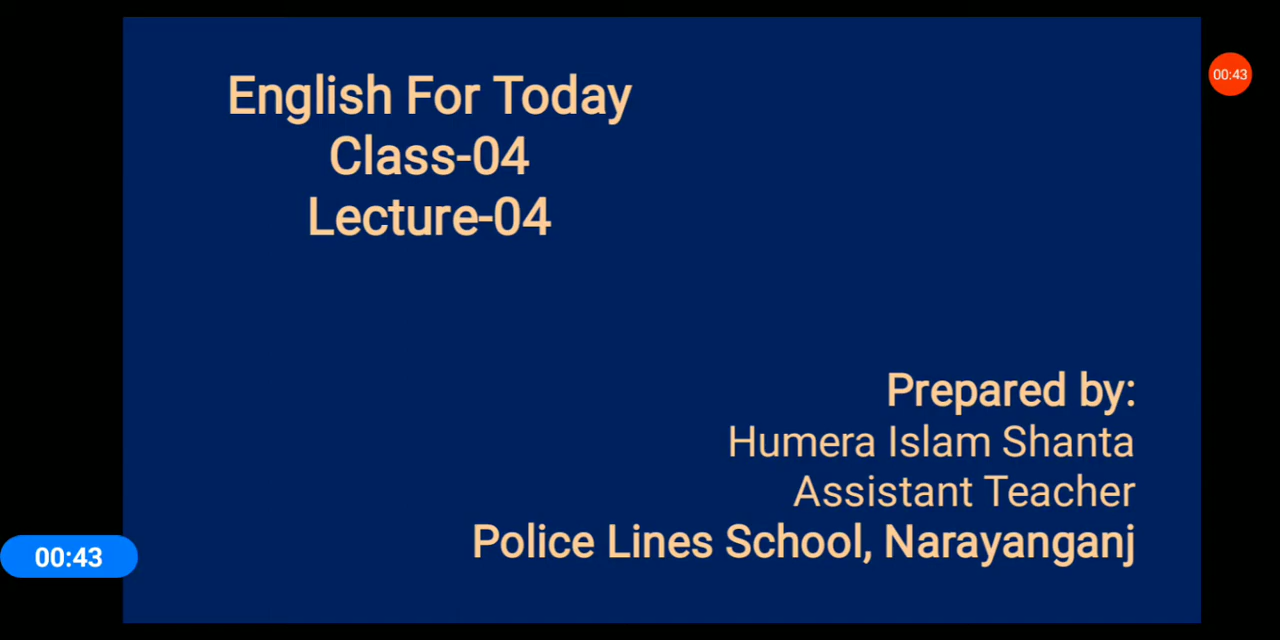 English For Today
Class-04
Lecture-04
00:43
Prepared by:
Humera Islam Shanta
Assistant Teacher
Police Lines School, Narayanganj
00:43